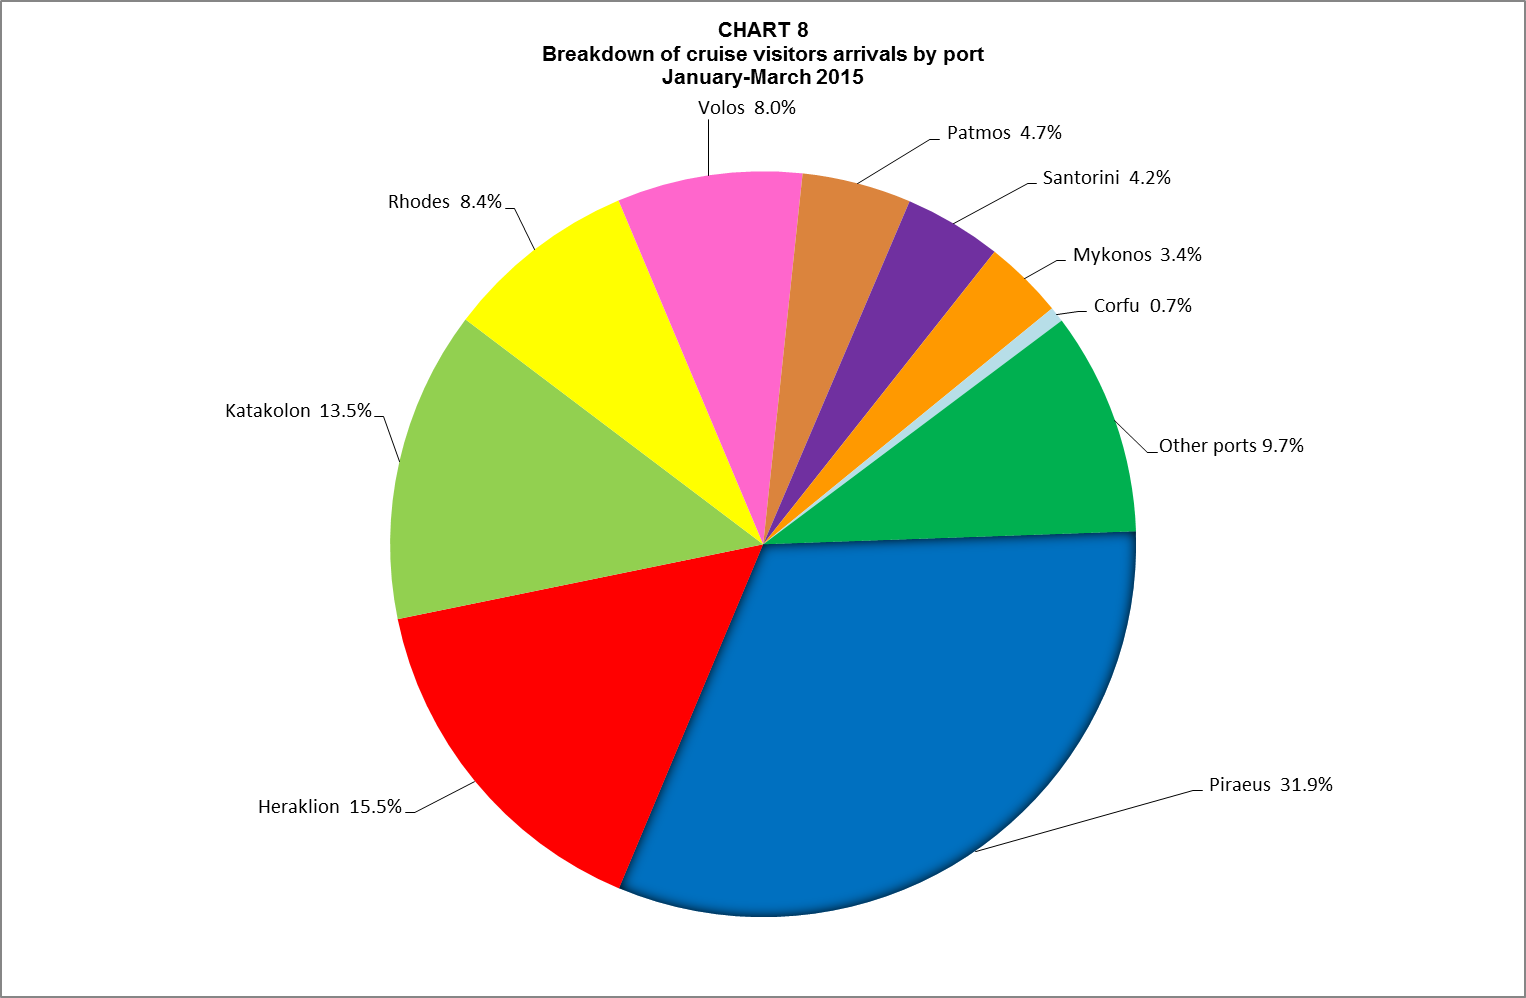 CHART 8
Breakdown of cruise visitors arrivals by port
January-March 2015
Volos 8.0%
Patmos 4.7%
Santorini 4.2%
Rhodes 8.4%
Mykonos 3.4%
Corfu 0.7%
Katakolon 13.5%
Other ports 9.7%
Piraeus 31.9%
Heraklion 15.5%